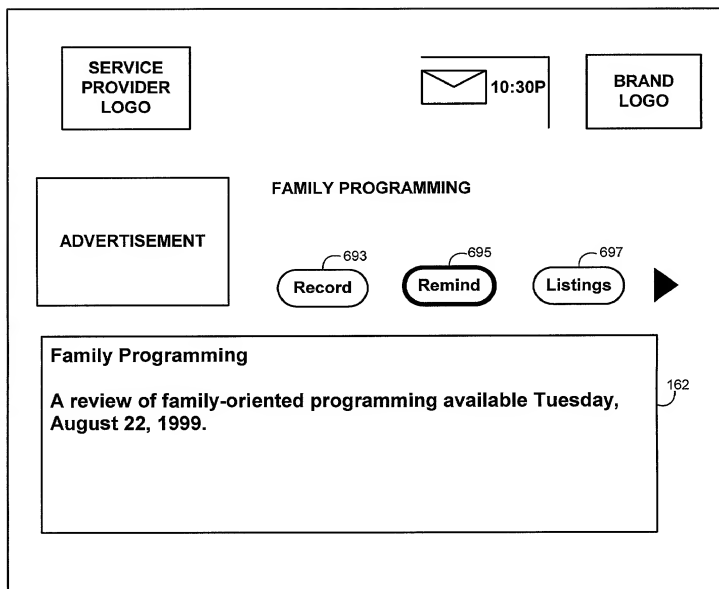 SERVICE
PROVIDER
LOGO
10:30P
BRAND
LOGO
ADVERTISEMENT
FAMILY PROGRAMMING
693
695
697
Record
Remind
Listings
Family Programming
A review of family-oriented programming available Tuesday,
August 22, 1999.
162